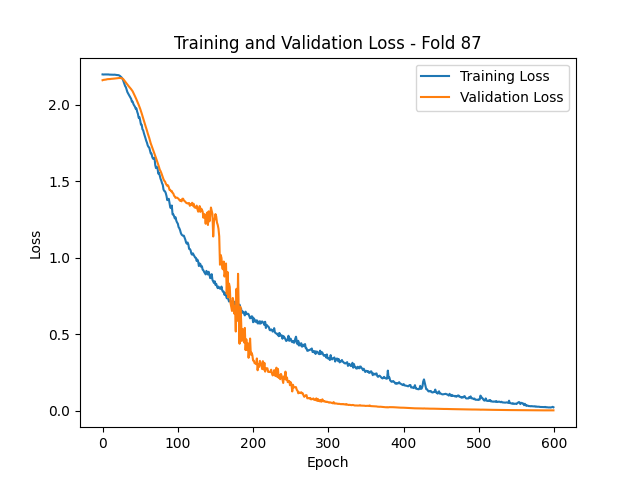 Training and Validation Loss - Fold 87
Training Loss
Validation Loss
2.0
1.5
1.0
0.5
0.0
Loss
0 100 200 300 400 500 600
Epoch